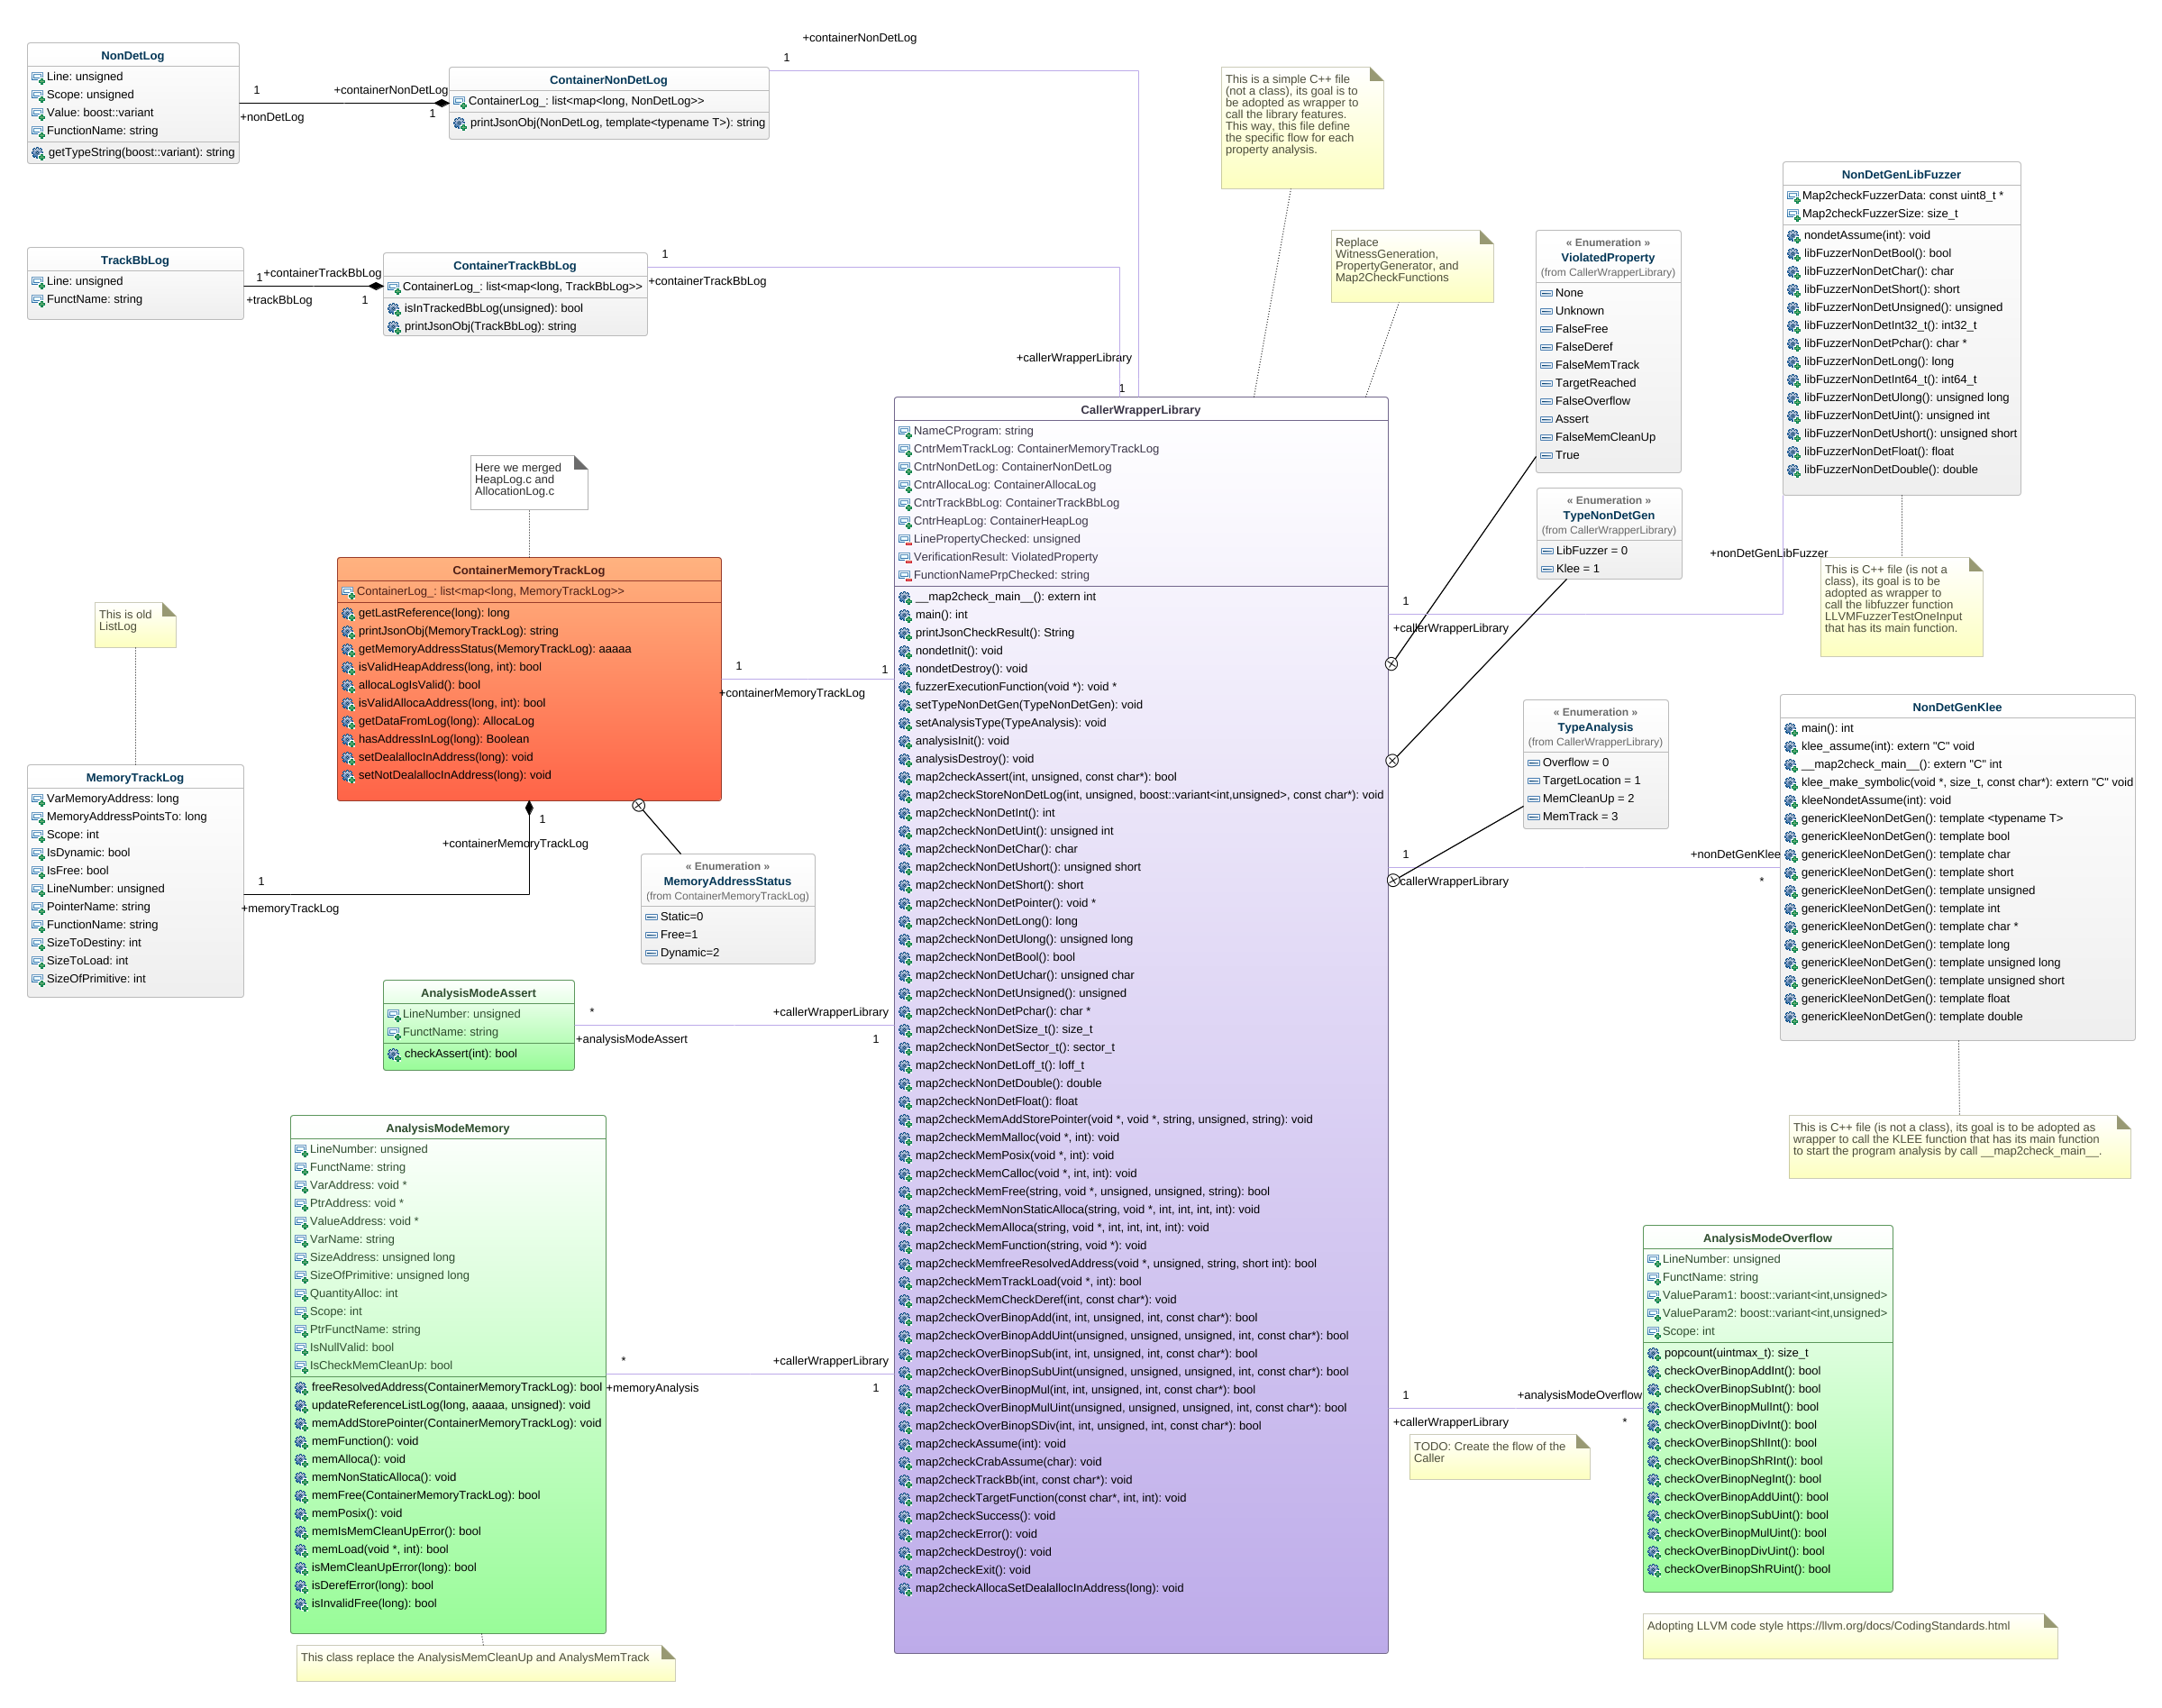 NonDetLog
Line: unsigned
Scope: unsigned
Value: boost::variant
FunctionName: string
getTypeString(boost::variant): string
1
+nonDetLog
+containerNonDetLog
1
ContainerNonDetLog
ContainerLog_: list<map<long, NonDetLog>>
printJsonObj(NonDetLog, template<typename T>): string
+containerNonDetLog
1
This is a simple C++ file
(not a class), its goal is to
be adopted as wrapper to
call the library features.
This way, this file define
the specific flow for each
property analysis.
TrackBbLog
Line: unsigned
FunctName: string
1
+trackBbLog
+containerTrackBbLog
1
ContainerTrackBbLog
ContainerLog_: list<map<long, TrackBbLog>>
isInTrackedBbLog(unsigned): bool
printJsonObj(TrackBbLog): string
1
+containerTrackBbLog
+callerWrapperLibrary
1
Replace
WitnessGeneration,
PropertyGenerator, and
Map2CheckFunctions
« Enumeration »
ViolatedProperty
(from CallerWrapperLibrary)
None
Unknown
FalseFree
FalseDeref
FalseMemTrack
TargetReached
FalseOverflow
Assert
FalseMemCleanUp
True
« Enumeration »
TypeNonDetGen
(from CallerWrapperLibrary)
LibFuzzer = 0
Klee = 1
NonDetGenLibFuzzer
Map2checkFuzzerData: const uint8_t *
Map2checkFuzzerSize: size_t
nondetAssume(int): void
libFuzzerNonDetBool(): bool
libFuzzerNonDetChar(): char
libFuzzerNonDetShort(): short
libFuzzerNonDetUnsigned(): unsigned
libFuzzerNonDetInt32_t(): int32_t
libFuzzerNonDetPchar(): char *
libFuzzerNonDetLong(): long
libFuzzerNonDetInt64_t(): int64_t
libFuzzerNonDetUlong(): unsigned long
libFuzzerNonDetUint(): unsigned int
libFuzzerNonDetUshort(): unsigned short
libFuzzerNonDetFloat(): float
libFuzzerNonDetDouble(): double
+nonDetGenLibFuzzer
1
+callerWrapperLibrary
This is C++ file (is not a
class), its goal is to be
adopted as wrapper to
call the libfuzzer function
LLVMFuzzerTestOneInput
that has its main function.
Here we merged
HeapLog.c and
AllocationLog.c
ContainerMemoryTrackLog
ContainerLog_: list<map<long, MemoryTrackLog>>
getLastReference(long): long
printJsonObj(MemoryTrackLog): string
getMemoryAddressStatus(MemoryTrackLog): aaaaa
isValidHeapAddress(long, int): bool
allocaLogIsValid(): bool
isValidAllocaAddress(long, int): bool
getDataFromLog(long): AllocaLog
hasAddressInLog(long): Boolean
setDealallocInAddress(long): void
setNotDealallocInAddress(long): void
1
+containerMemoryTrackLog
1
This is old
ListLog
MemoryTrackLog
VarMemoryAddress: long
MemoryAddressPointsTo: long
Scope: int
IsDynamic: bool
IsFree: bool
LineNumber: unsigned
PointerName: string
FunctionName: string
SizeToDestiny: int
SizeToLoad: int
SizeOfPrimitive: int
1
+memoryTrackLog
1
+containerMemoryTrackLog
« Enumeration »
MemoryAddressStatus
(from ContainerMemoryTrackLog)
Static=0
Free=1
Dynamic=2
CallerWrapperLibrary
NameCProgram: string
CntrMemTrackLog: ContainerMemoryTrackLog
CntrNonDetLog: ContainerNonDetLog
CntrAllocaLog: ContainerAllocaLog
CntrTrackBbLog: ContainerTrackBbLog
CntrHeapLog: ContainerHeapLog
LinePropertyChecked: unsigned
VerificationResult: ViolatedProperty
FunctionNamePrpChecked: string
__map2check_main__(): extern int
main(): int
printJsonCheckResult(): String
nondetInit(): void
nondetDestroy(): void
fuzzerExecutionFunction(void *): void *
setTypeNonDetGen(TypeNonDetGen): void
setAnalysisType(TypeAnalysis): void
analysisInit(): void
analysisDestroy(): void
map2checkAssert(int, unsigned, const char*): bool
map2checkStoreNonDetLog(int, unsigned, boost::variant<int,unsigned>, const char*): void
map2checkNonDetInt(): int
map2checkNonDetUint(): unsigned int
map2checkNonDetChar(): char
map2checkNonDetUshort(): unsigned short
map2checkNonDetShort(): short
map2checkNonDetPointer(): void *
map2checkNonDetLong(): long
map2checkNonDetUlong(): unsigned long
map2checkNonDetBool(): bool
map2checkNonDetUchar(): unsigned char
map2checkNonDetUnsigned(): unsigned
map2checkNonDetPchar(): char *
map2checkNonDetSize_t(): size_t
map2checkNonDetSector_t(): sector_t
map2checkNonDetLoff_t(): loff_t
map2checkNonDetDouble(): double
map2checkNonDetFloat(): float
map2checkMemAddStorePointer(void *, void *, string, unsigned, string): void
map2checkMemMalloc(void *, int): void
map2checkMemPosix(void *, int): void
map2checkMemCalloc(void *, int, int): void
map2checkMemFree(string, void *, unsigned, unsigned, string): bool
map2checkMemNonStaticAlloca(string, void *, int, int, int, int): void
map2checkMemAlloca(string, void *, int, int, int, int): void
map2checkMemFunction(string, void *): void
map2checkMemfreeResolvedAddress(void *, unsigned, string, short int): bool
map2checkMemTrackLoad(void *, int): bool
map2checkMemCheckDeref(int, const char*): void
map2checkOverBinopAdd(int, int, unsigned, int, const char*): bool
map2checkOverBinopAddUint(unsigned, unsigned, unsigned, int, const char*): bool
map2checkOverBinopSub(int, int, unsigned, int, const char*): bool
map2checkOverBinopSubUint(unsigned, unsigned, unsigned, int, const char*): bool
map2checkOverBinopMul(int, int, unsigned, int, const char*): bool
map2checkOverBinopMulUint(unsigned, unsigned, unsigned, int, const char*): bool
map2checkOverBinopSDiv(int, int, unsigned, int, const char*): bool
map2checkAssume(int): void
map2checkCrabAssume(char): void
map2checkTrackBb(int, const char*): void
map2checkTargetFunction(const char*, int, int): void
map2checkSuccess(): void
map2checkError(): void
map2checkDestroy(): void
map2checkExit(): void
map2checkAllocaSetDealallocInAddress(long): void
« Enumeration »
TypeAnalysis
(from CallerWrapperLibrary)
Overflow = 0
TargetLocation = 1
MemCleanUp = 2
MemTrack = 3
1
callerWrapperLibrary
+nonDetGenKlee
*
NonDetGenKlee
main(): int
klee_assume(int): extern "C" void
__map2check_main__(): extern "C" int
klee_make_symbolic(void *, size_t, const char*): extern "C" void
kleeNondetAssume(int): void
genericKleeNonDetGen(): template <typename T>
genericKleeNonDetGen(): template bool
genericKleeNonDetGen(): template char
genericKleeNonDetGen(): template short
genericKleeNonDetGen(): template unsigned
genericKleeNonDetGen(): template int
genericKleeNonDetGen(): template char *
genericKleeNonDetGen(): template long
genericKleeNonDetGen(): template unsigned long
genericKleeNonDetGen(): template unsigned short
genericKleeNonDetGen(): template float
genericKleeNonDetGen(): template double
This is C++ file (is not a class), its goal is to be adopted as
wrapper to call the KLEE function that has its main function
to start the program analysis by call __map2check_main__.
AnalysisModeAssert
LineNumber: unsigned
FunctName: string
checkAssert(int): bool
*
+analysisModeAssert
+callerWrapperLibrary
1
AnalysisModeMemory
LineNumber: unsigned
FunctName: string
VarAddress: void *
PtrAddress: void *
ValueAddress: void *
VarName: string
SizeAddress: unsigned long
SizeOfPrimitive: unsigned long
QuantityAlloc: int
Scope: int
PtrFunctName: string
IsNullValid: bool
IsCheckMemCleanUp: bool
freeResolvedAddress(ContainerMemoryTrackLog): bool
updateReferenceListLog(long, aaaaa, unsigned): void
memAddStorePointer(ContainerMemoryTrackLog): void
memFunction(): void
memAlloca(): void
memNonStaticAlloca(): void
memFree(ContainerMemoryTrackLog): bool
memPosix(): void
memIsMemCleanUpError(): bool
memLoad(void *, int): bool
isMemCleanUpError(long): bool
isDerefError(long): bool
isInvalidFree(long): bool
*
+memoryAnalysis
+callerWrapperLibrary
1
This class replace the AnalysisMemCleanUp and AnalysMemTrack
AnalysisModeOverflow
LineNumber: unsigned
FunctName: string
ValueParam1: boost::variant<int,unsigned>
ValueParam2: boost::variant<int,unsigned>
Scope: int
popcount(uintmax_t): size_t
checkOverBinopAddInt(): bool
checkOverBinopSubInt(): bool
checkOverBinopMulInt(): bool
checkOverBinopDivInt(): bool
checkOverBinopShlInt(): bool
checkOverBinopShRInt(): bool
checkOverBinopNegInt(): bool
checkOverBinopAddUint(): bool
checkOverBinopSubUint(): bool
checkOverBinopMulUint(): bool
checkOverBinopDivUint(): bool
checkOverBinopShRUint(): bool
1
+callerWrapperLibrary
+analysisModeOverflow
*
TODO: Create the flow of the
Caller
Adopting LLVM code style https://llvm.org/docs/CodingStandards.html